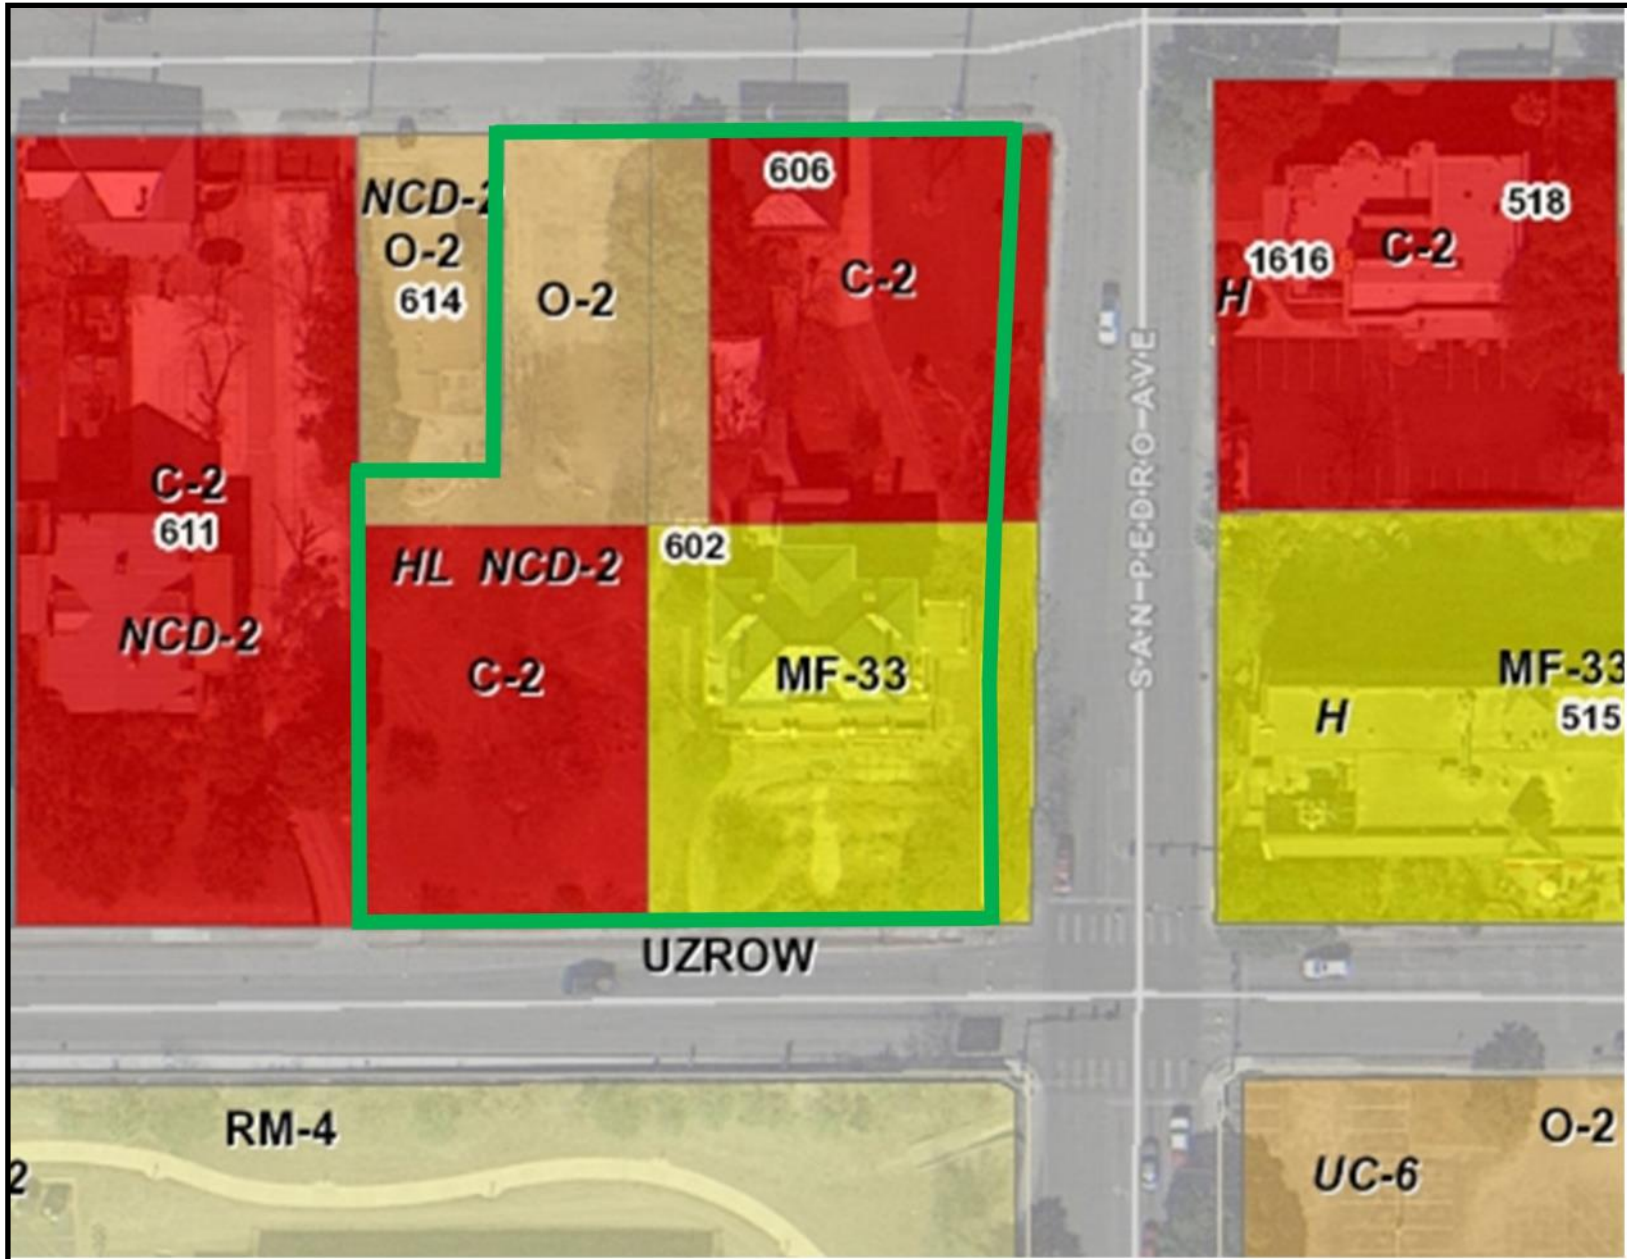 606
518
NCD-2
O-2
614
1616
C-2
H
C-2
O-2
SAN PEDRO AVE
C-2
611
HL NCD-2
602
NCD-2
C-2
MF-33
MF-33
H
515
UZROW
RM-4
O-2
2
UC-6